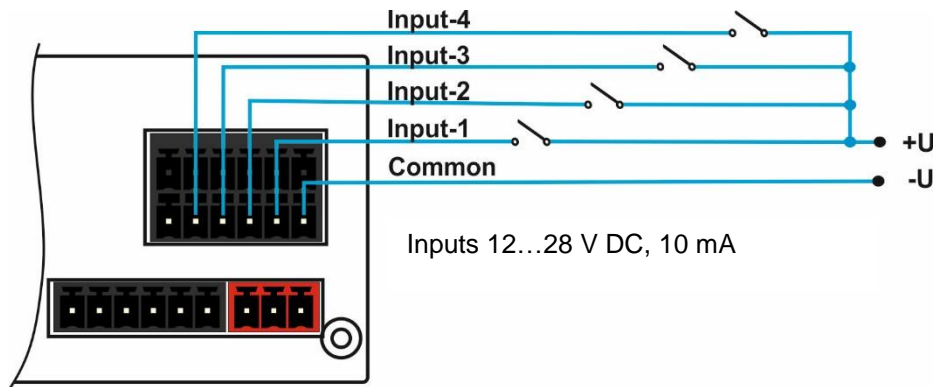 Input-4
Input-3
Input-2
Input-1
+U
Common
-U
Inputs 12…28 V DC, 10 mA